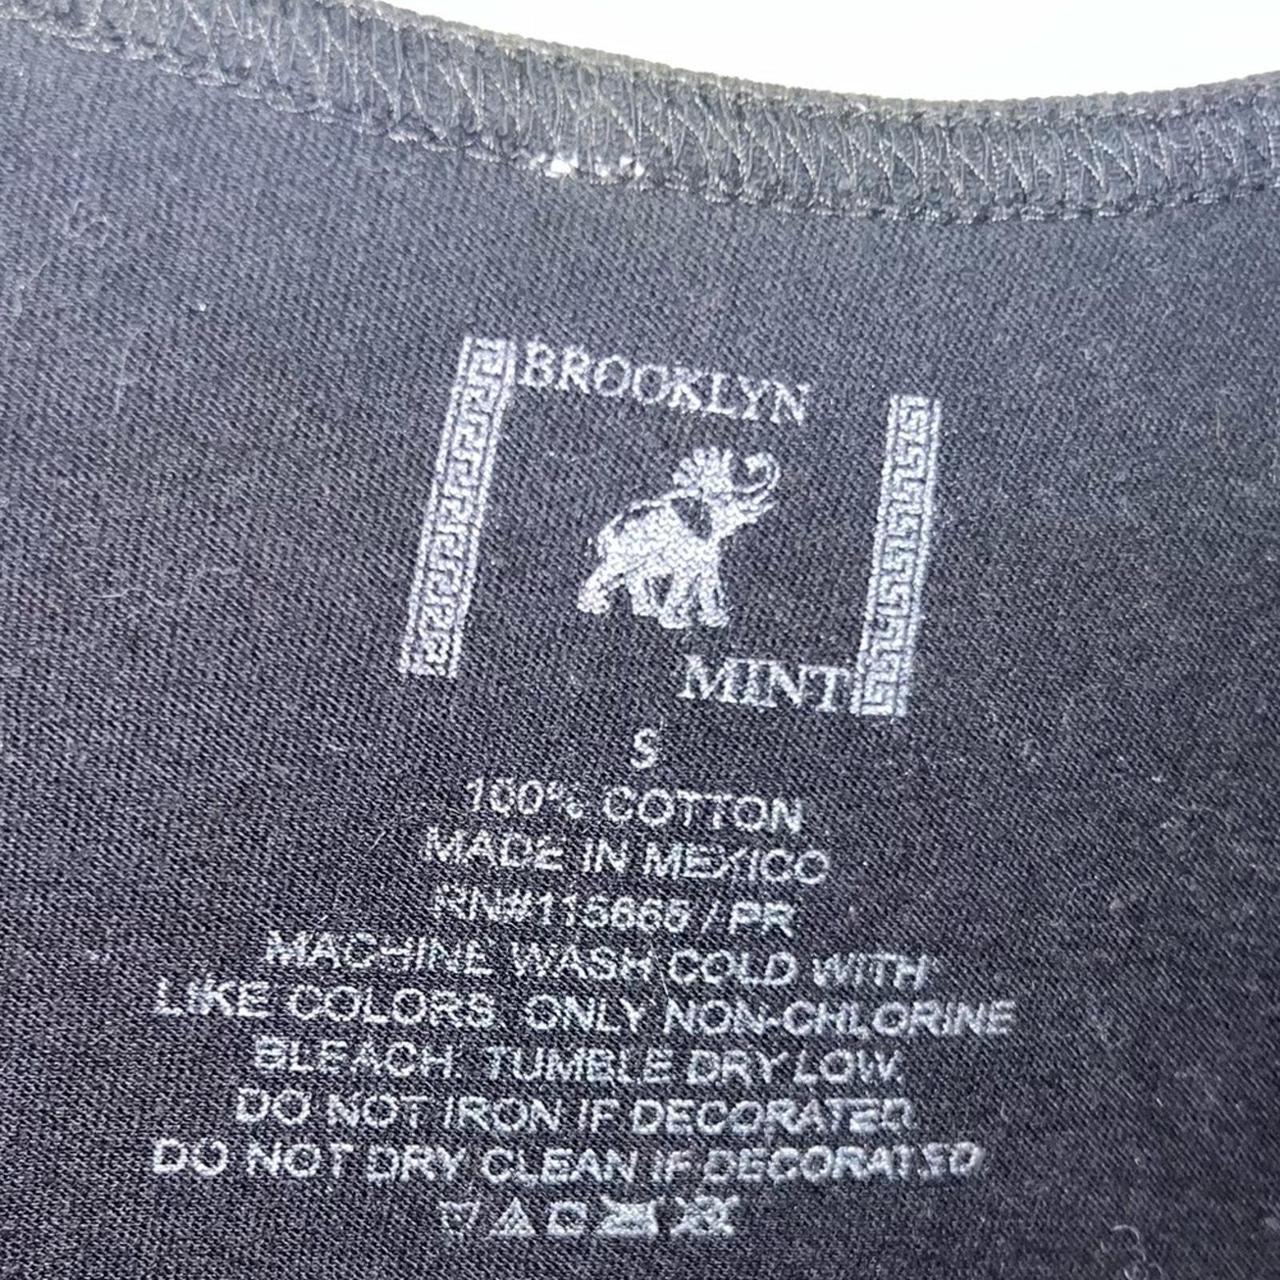 BROOKLYN
MINT
S
100% COTTON
MADE IN MEXICO
RN#115665 / PR
MACHINE WASH COLD WITH
LIKE COLORS. ONLY NON-CHLORINE
BLEACH. TUMBLE DRY LOW.
DO NOT IRON IF DECORATED.
DO NOT DRY CLEAN IF DECORATED